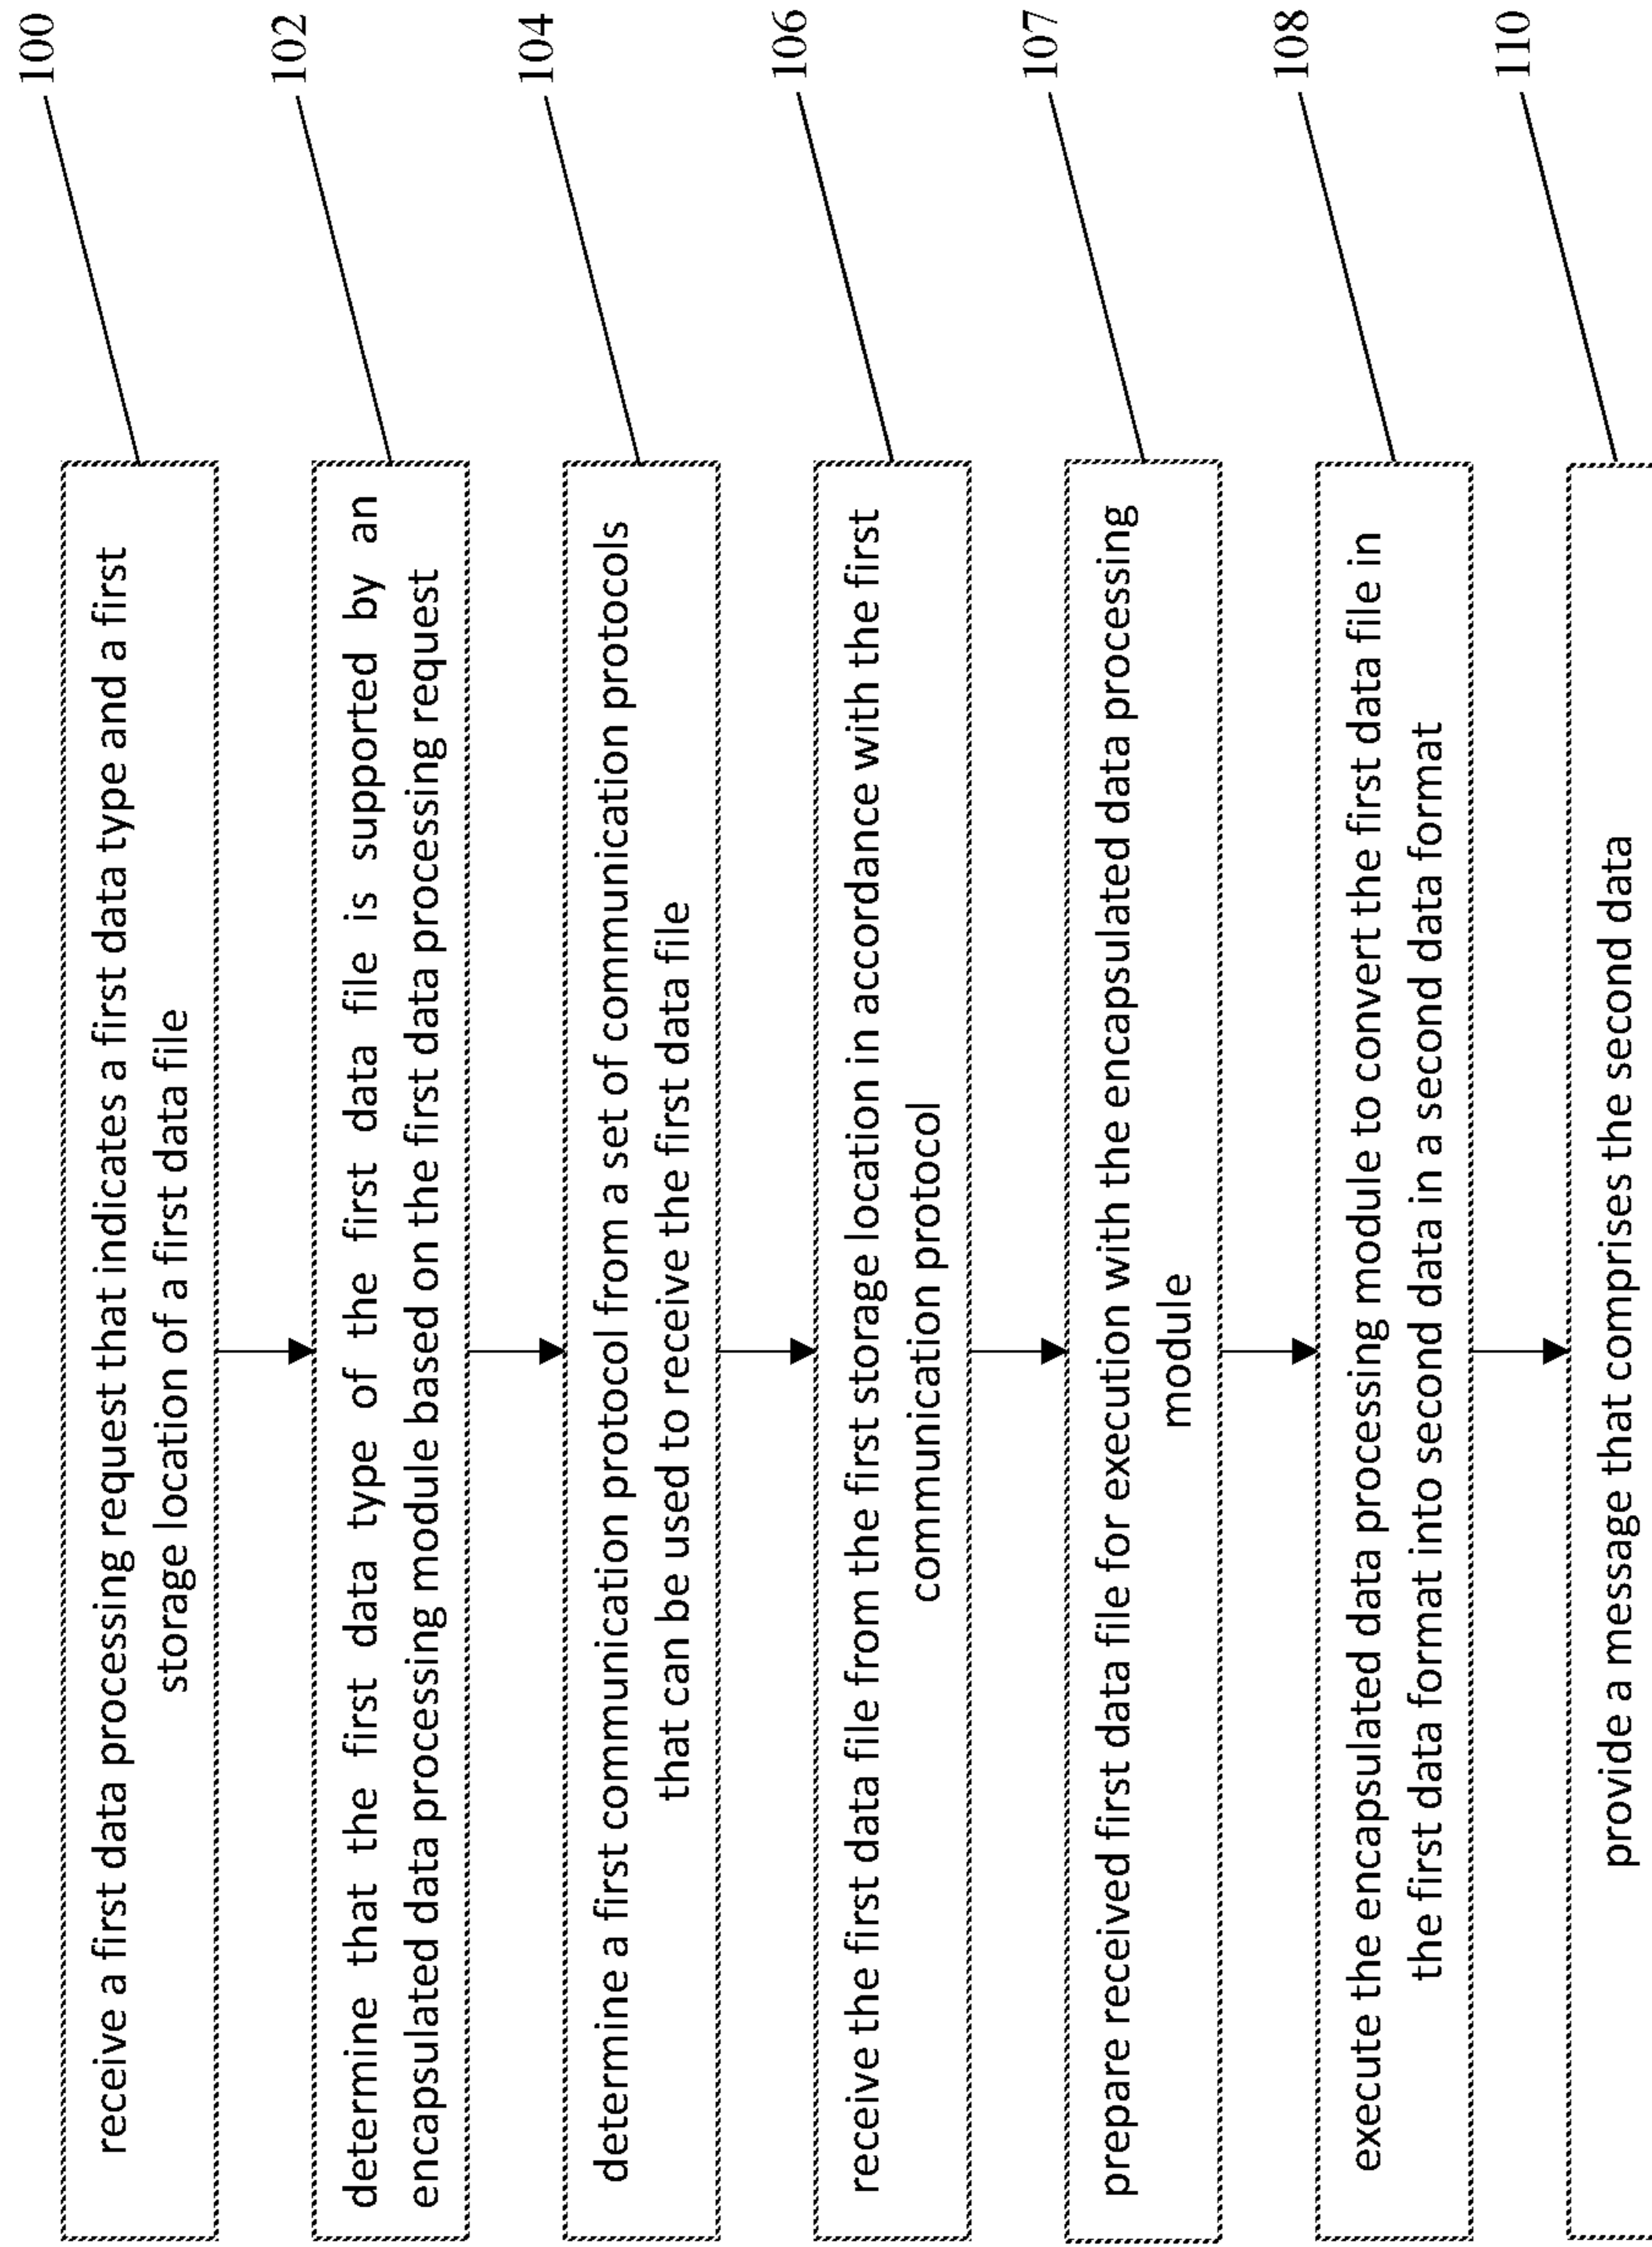 receive a first data processing request that indicates a first data type and a first
storage location of a first data file
100
determine that the first data type of the first data file is supported by an
encapsulated data processing module based on the first data processing request
102
determine a first communication protocol from a set of communication protocols
that can be used to receive the first data file
104
receive the first data file from the first storage location in accordance with the first
communication protocol
106
prepare received first data file for execution with the encapsulated data processing
module
107
execute the encapsulated data processing module to convert the first data file in
the first data format into second data in a second data format
108
provide a message that comprises the second data
110